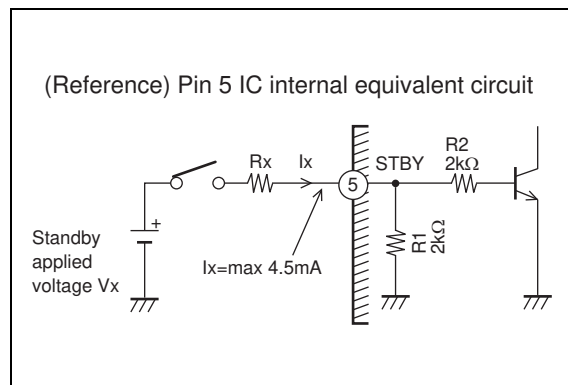 (Reference) Pin 5 IC internal equivalent circuit
Rx
Ix
5
STBY
R2
2kΩ
+
Standby
applied
voltage Vx
Ix=max 4.5mA
R1
2kΩ